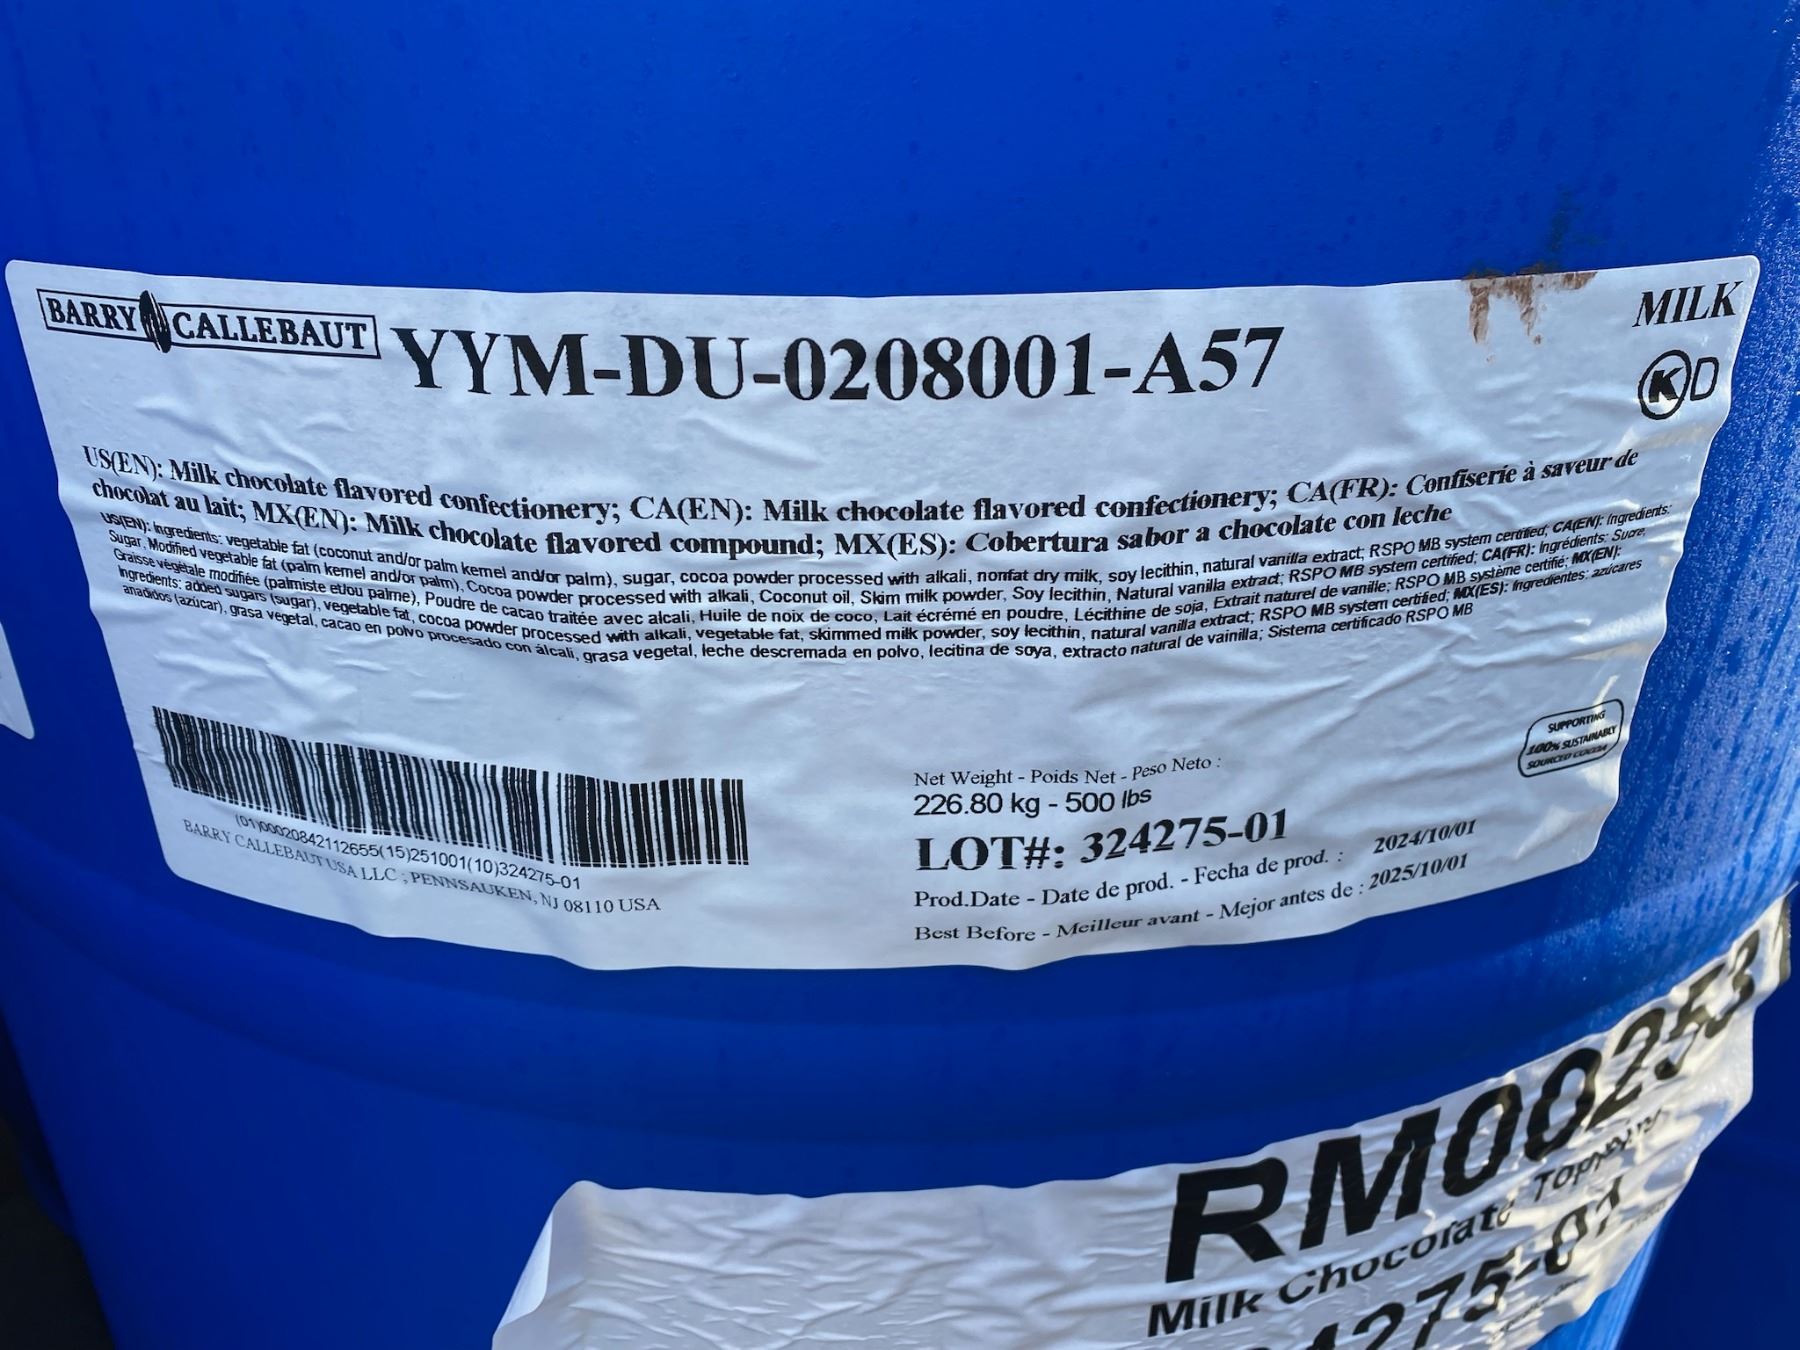 BARRY CALLEBAUT
YYM-DU-0208001-A57
MILK
K D
US(EN): Milk chocolate flavored confectionery; CA(EN): Milk chocolate flavored confectionery; CA(FR): Confiserie à saveur de
chocolat au lait; MX(EN): Milk chocolate flavored compound; MX(ES): Cobertura sabor a chocolate con leche
US(EN): Ingredients: vegetable fat (coconut and/or palm kernel and/or palm), sugar, cocoa powder processed with alkali, nonfat dry milk, soy lecithin, natural vanilla extract; RSPO MB system certified; CA(EN): Ingredients:
Sugar, Modified vegetable fat (palm kernel and/or palm), Cocoa powder processed with alkali, Coconut oil, Skim milk powder, Soy lecithin, Natural vanilla extract; RSPO MB system certified; CA(FR): Ingrédients: Sucre,
Graisse végétale modifiée (palmiste et/ou palme), Poudre de cacao traitée avec alcali, Huile de noix de coco, Lait écrémé en poudre, Lécithine de soja, Extrait naturel de vanille; RSPO MB système certifié; MX(EN):
Ingredients: added sugars (sugar), vegetable fat, cocoa powder processed with alkali, vegetable fat, skimmed milk powder, soy lecithin, natural vanilla extract; RSPO MB system certified; MX(ES): Ingredientes: azúcares
anadidos (azúcar), grasa vegetal, cacao en polvo procesado con álcali, grasa vegetal, leche descremada en polvo, lecitina de soya, extracto natural de vainilla; Sistema certificado RSPO MB
(01)00020842112655(15)251001(10)324275-01
BARRY CALLEBAUT USA LLC ; PENNSAUKEN, NJ 08110 USA
Net Weight - Poids Net - Peso Neto :
226.80 kg - 500 lbs
LOT#: 324275-01
Prod.Date - Date de prod. - Fecha de prod. : 2024/10/01
Best Before - Meilleur avant - Mejor antes de : 2025/10/01
SUPPORTING
100% SUSTAINABLY
SOURCED COCOA
RM00253
Milk Chocolate
4275-01